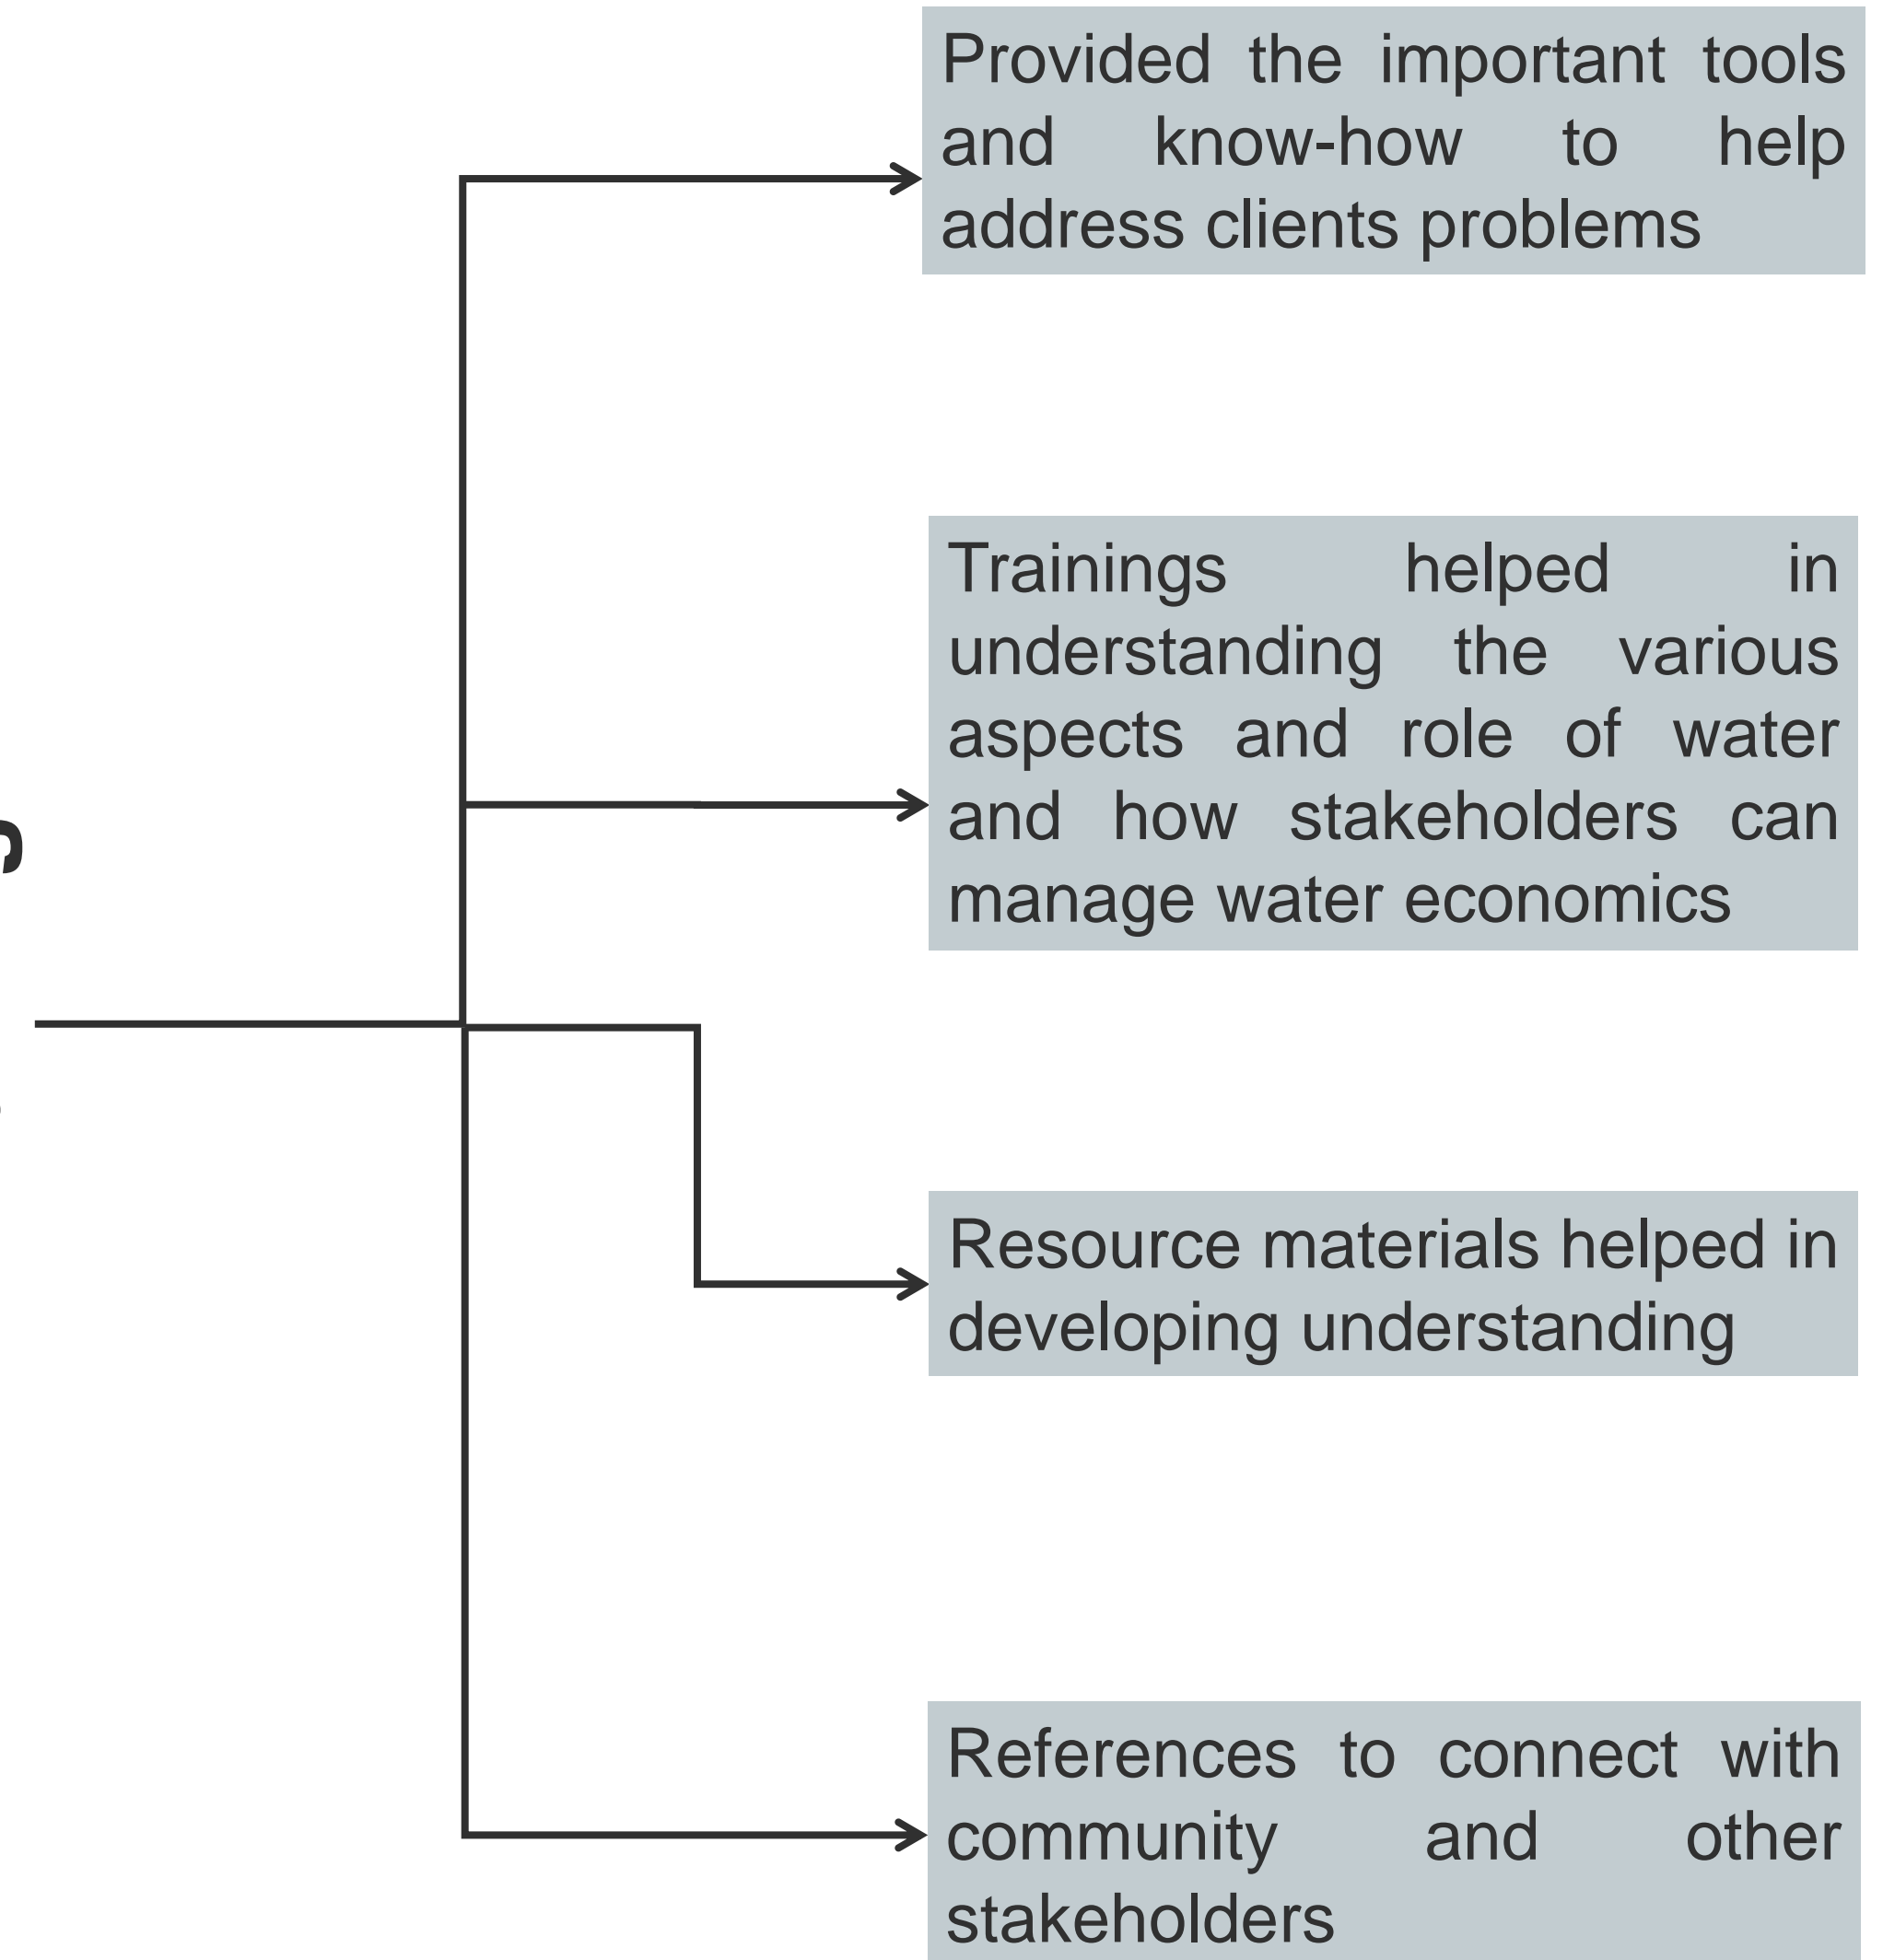 Provided the important tools
and know-how to help
address clients problems
Trainings helped in
understanding the various
aspects and role of water
and how stakeholders can
manage water economics
Resource materials helped in
developing understanding
References to connect with
community and other
stakeholders